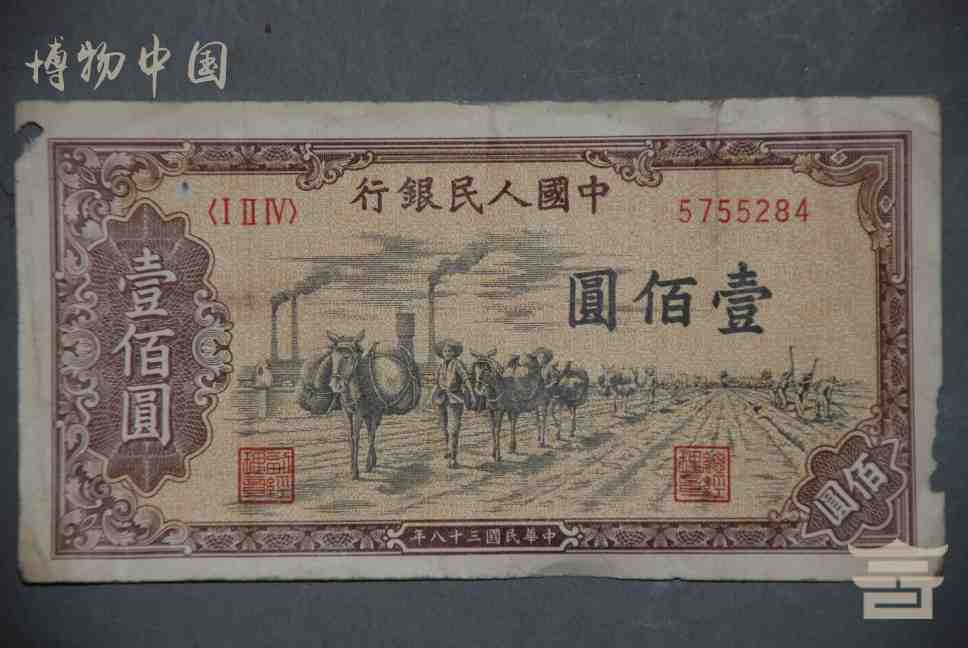 博物中国
中國人民銀行
〈Ⅰ Ⅱ Ⅳ〉
5755284
壹佰圓
壹佰圓
佰圓
中華民國三十八年